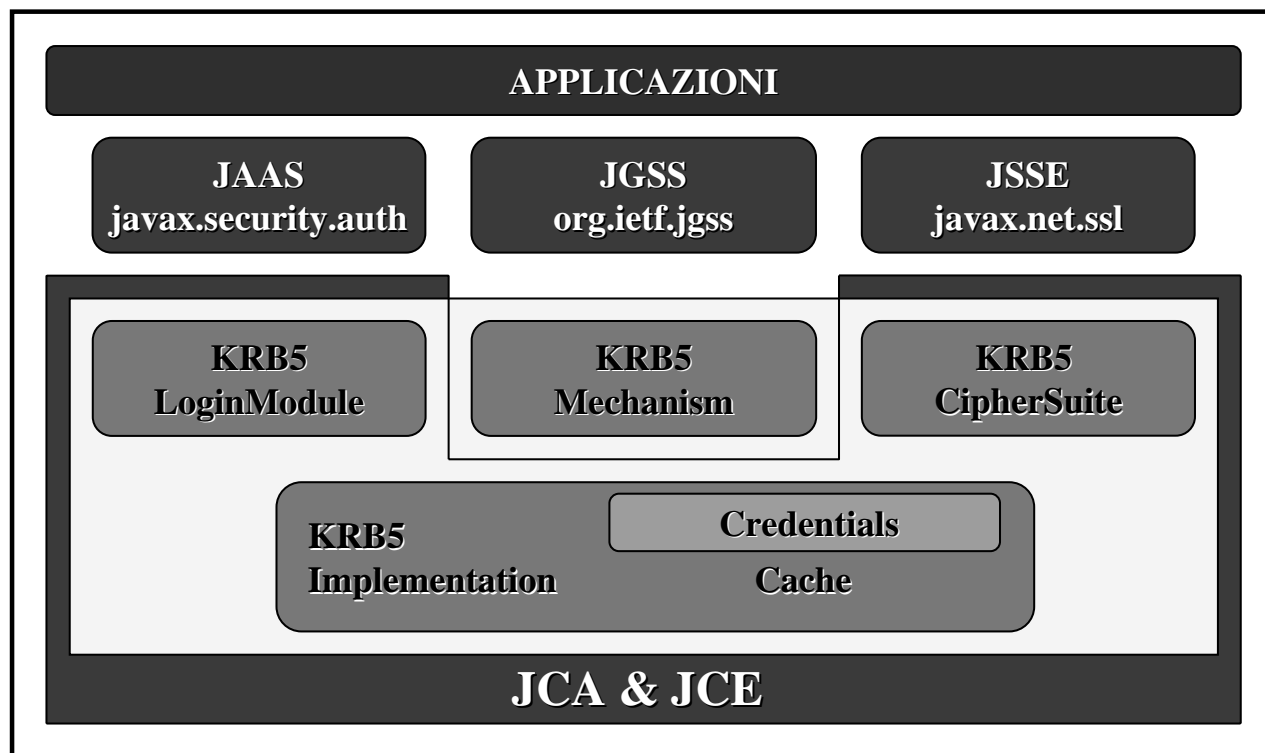 APPLICAZIONI
JAAS
javax.security.auth
JGSS
org.ietf.jgss
JSSE
javax.net.ssl
KRB5
LoginModule
KRB5
Mechanism
KRB5
CipherSuite
KRB5
Implementation
Credentials
Cache
JCA & JCE